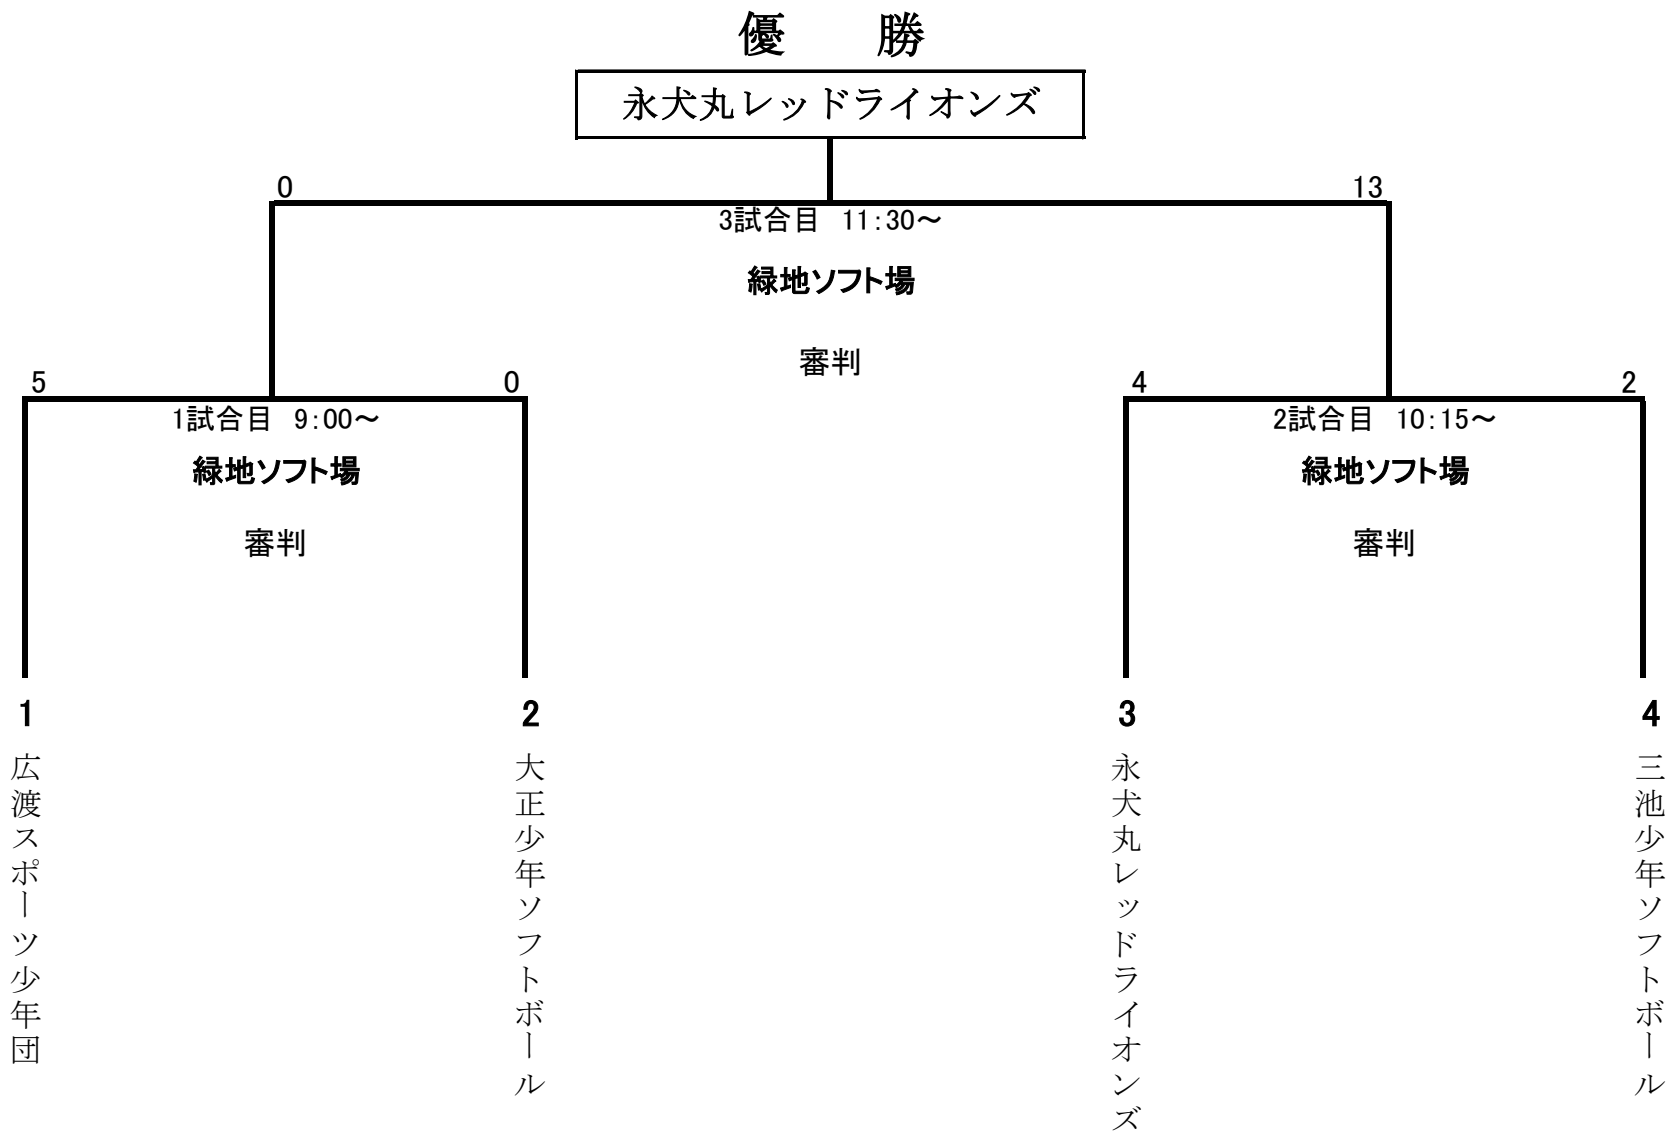 優　勝
永犬丸レッドライオンズ
0
13
3試合目　11:30～
緑地ソフト場
審判
5
0
1試合目　9:00～
緑地ソフト場
審判
4
2
2試合目　10:15～
緑地ソフト場
審判
1
2
3
4
広渡スポーツ少年団
大正少年ソフトボール
永犬丸レッドライオンズ
三池少年ソフトボール